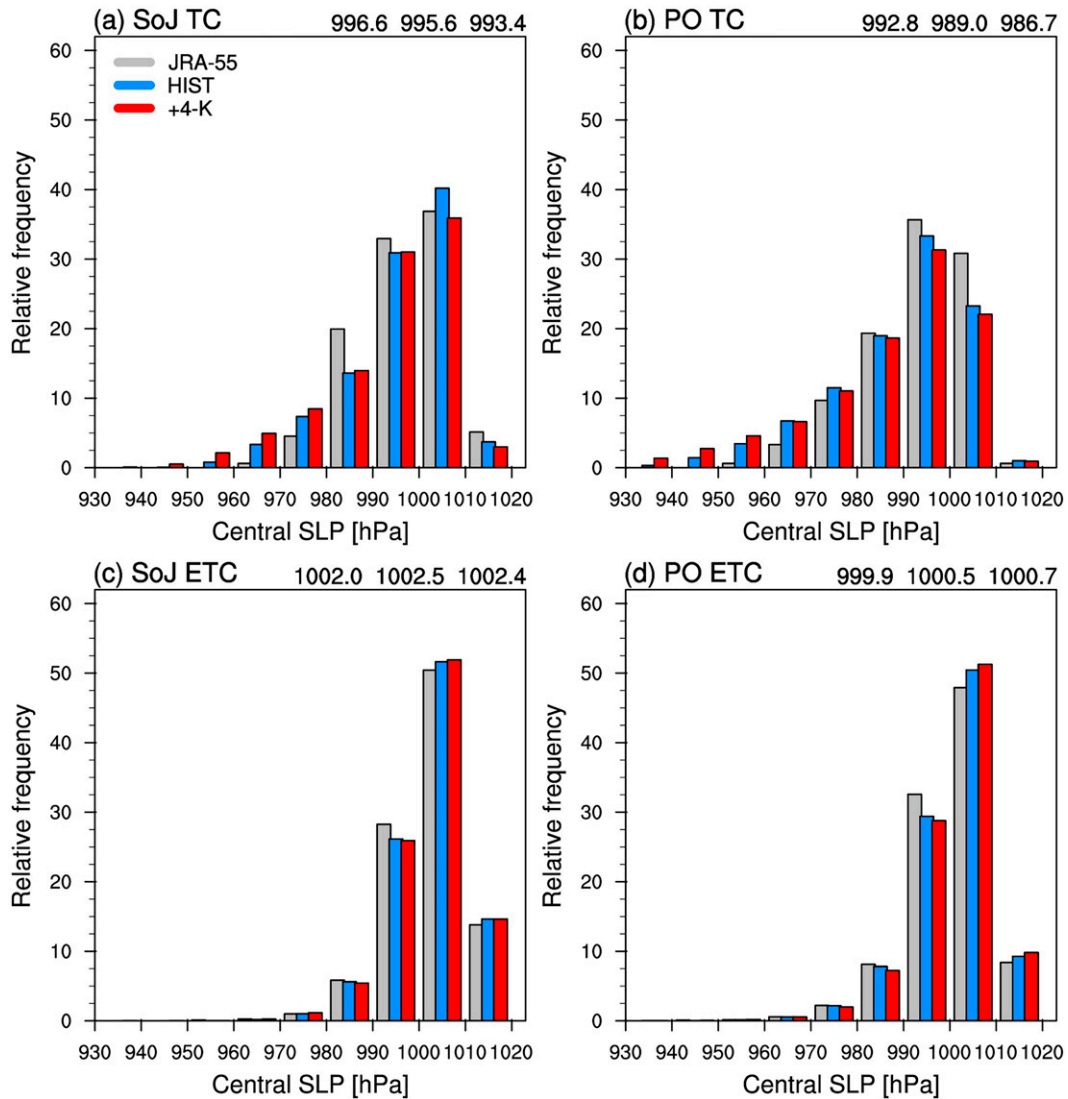 (a) SoJ TC 996.6 995.6 993.4
JRA-55
HIST
+4-K
Relative frequency
60
50
40
30
20
10
0
930 940 950 960 970 980 990 1000 1010 1020
Central SLP [hPa]
(b) PO TC 992.8 989.0 986.7
Relative frequency
60
50
40
30
20
10
0
930 940 950 960 970 980 990 1000 1010 1020
Central SLP [hPa]
(c) SoJ ETC 1002.0 1002.5 1002.4
Relative frequency
60
50
40
30
20
10
0
930 940 950 960 970 980 990 1000 1010 1020
Central SLP [hPa]
(d) PO ETC 999.9 1000.5 1000.7
Relative frequency
60
50
40
30
20
10
0
930 940 950 960 970 980 990 1000 1010 1020
Central SLP [hPa]